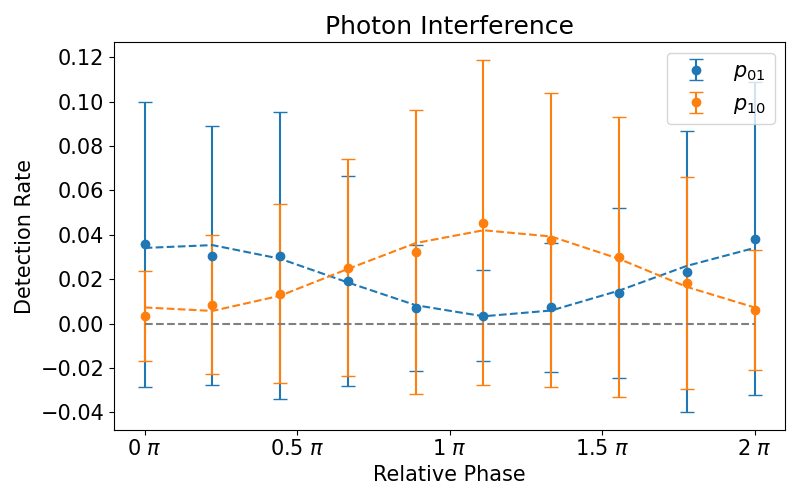 Photon Interference
0.12
0.10
0.08
0.06
0.04
0.02
0.00
−0.02
−0.04
Detection Rate
p01
p10
0 π
0.5 π
1 π
1.5 π
2 π
Relative Phase